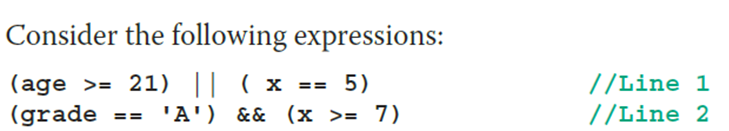 Consider the following expressions:
(age >= 21) || ( x == 5) //Line 1
(grade == 'A') && (x >= 7) //Line 2